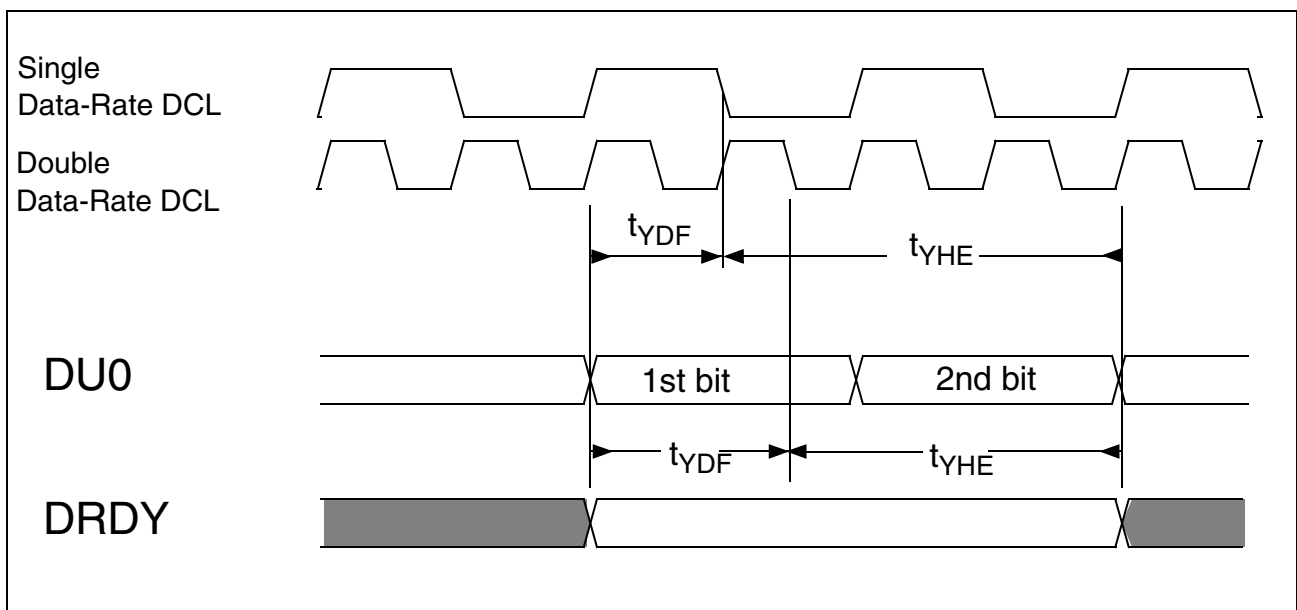 Single
Data-Rate DCL
Double
Data-Rate DCL
tYDF
tYHE
DU0
1st bit
2nd bit
tYDF
tYHE
DRDY